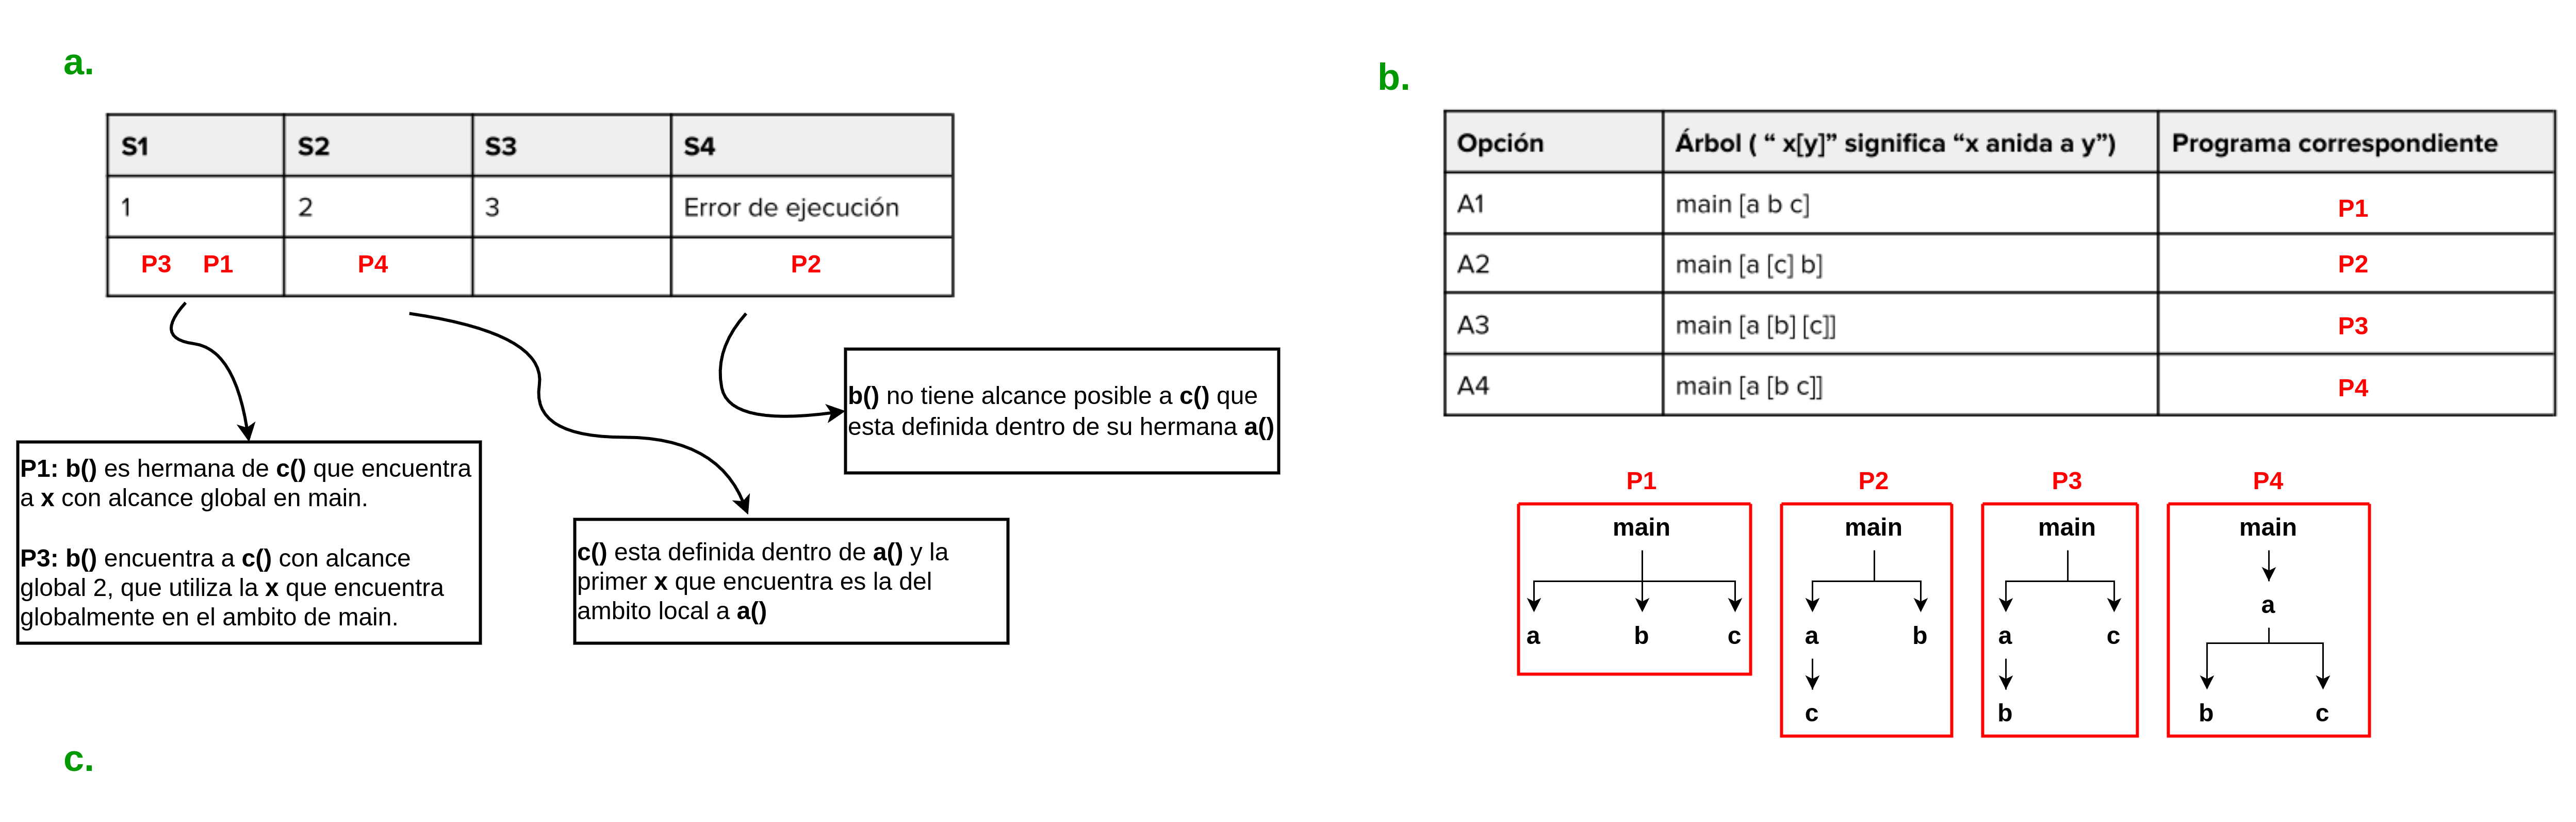 a.
S1 S2 S3 S4
1 2 3 Error de ejecución
P3 P1 P4 P2
b() no tiene alcance posible a c() que
esta definida dentro de su hermana a()
P1: b() es hermana de c() que encuentra
a x con alcance global en main.
P3: b() encuentra a c() con alcance
global 2, que utiliza la x que encuentra
globalmente en el ambito de main.
c() esta definida dentro de a() y la
primer x que encuentra es la del
ambito local a a()
b.
Opción Árbol ( “ x[y]” significa “x anida a y”) Programa correspondiente
A1 main [a b c] P1
A2 main [a [c] b] P2
A3 main [a [b] [c]] P3
A4 main [a [b c]] P4
P1 P2 P3 P4
main main main main
a
a b c a b a c
c b b c
c.